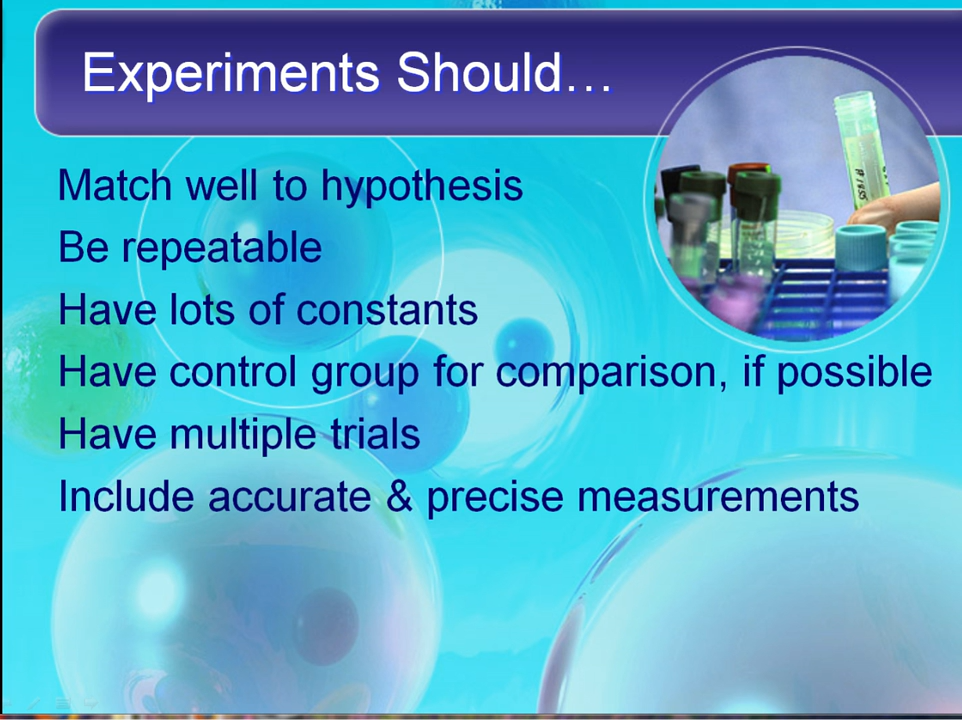 Experiments Should…
Match well to hypothesis
Be repeatable
Have lots of constants
Have control group for comparison, if possible
Have multiple trials
Include accurate & precise measurements